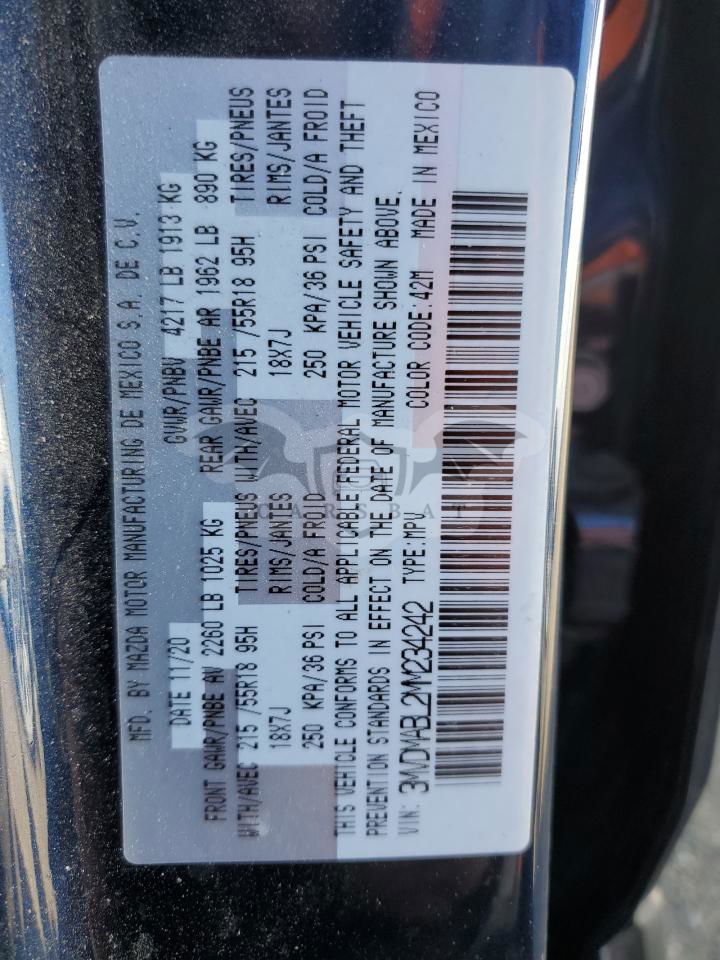 MFD. BY MAZDA MOTOR MANUFACTURING DE MEXICO S.A. DE C.V.
DATE 11/20 GVWR/PNBV 4217 LB 1913 KG
FRONT GAWR/PNBE AV 2260 LB 1025 KG REAR GAWR/PNBE AR 1962 LB 890 KG
WITH/AVEC 215 /55R18 95H TIRES/PNEUS WITH/AVEC 215 /55R18 95H TIRES/PNEUS
18X7J RIMS/JANTES 18X7J RIMS/JANTES
250 KPA/36 PSI COLD/A FROID 250 KPA/36 PSI COLD/A FROID
THIS VEHICLE CONFORMS TO ALL APPLICABLE FEDERAL MOTOR VEHICLE SAFETY AND THEFT
PREVENTION STANDARDS IN EFFECT ON THE DATE OF MANUFACTURE SHOWN ABOVE.
VIN: 3MVDMABL2MM234242 TYPE:MPV COLOR CODE:42M MADE IN MEXICO
CARSBAT